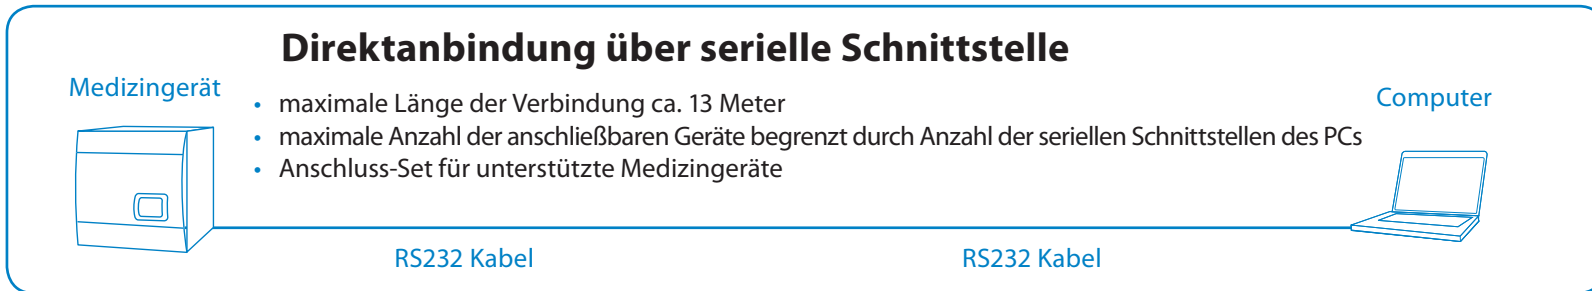 Direktanbindung über serielle Schnittstelle
Medizingerät
• maximale Länge der Verbindung ca. 13 Meter
• maximale Anzahl der anschließbaren Geräte begrenzt durch Anzahl der seriellen Schnittstellen des PCs
• Anschluss-Set für unterstützte Medizingeräte
Computer
RS232 Kabel
RS232 Kabel